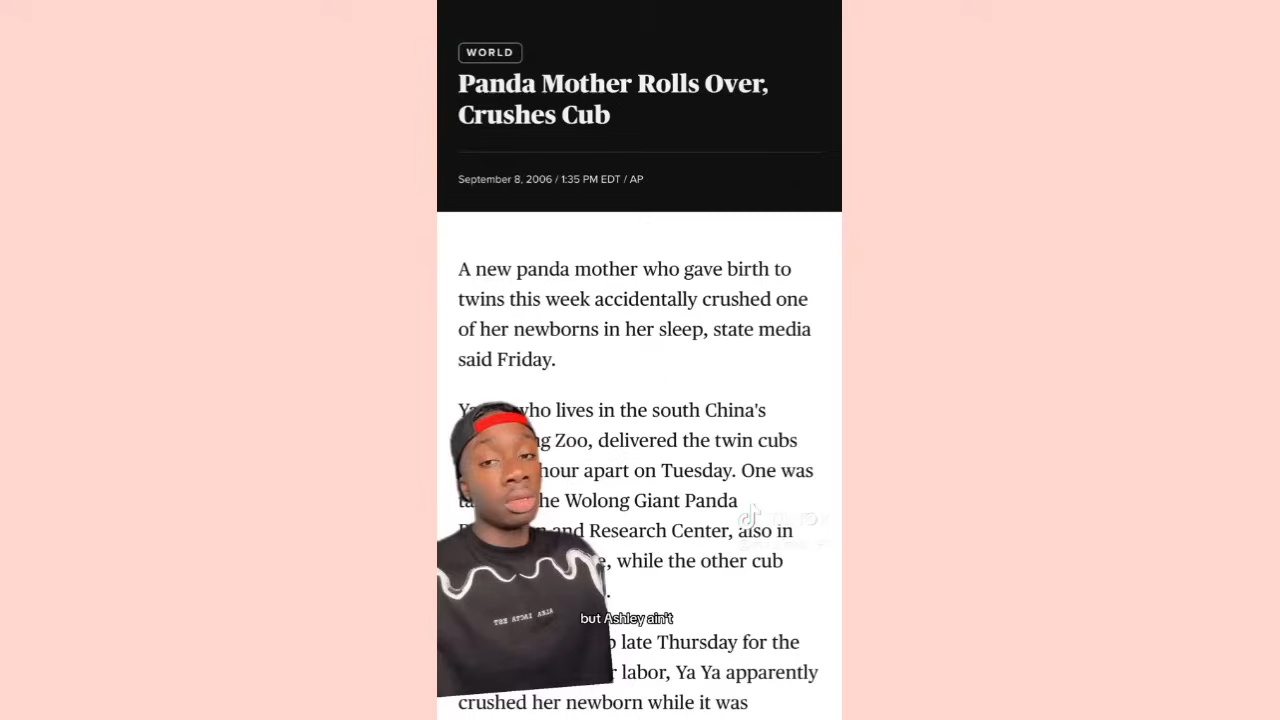 WORLD
Panda Mother Rolls Over,
Crushes Cub
September 8, 2006 / 1:35 PM EDT / AP
A new panda mother who gave birth to
twins this week accidentally crushed one
of her newborns in her sleep, state media
said Friday.
who lives in the south China's
Zoo, delivered the twin cubs
hour apart on Tuesday. One was
the Wolong Giant Panda
and Research Center, also in
while the other cub
but Ashley ain't
late Thursday for the
labor, Ya Ya apparently
crushed her newborn while it was